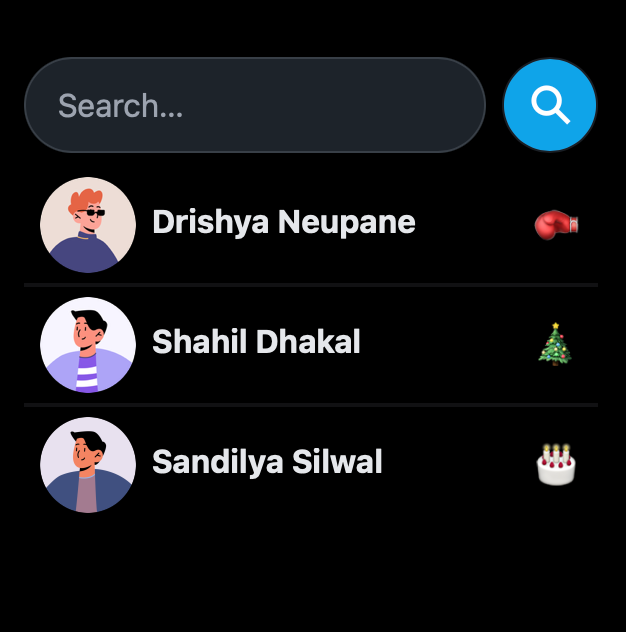 Search...
Drishya Neupane
Shahil Dhakal
Sandilya Silwal